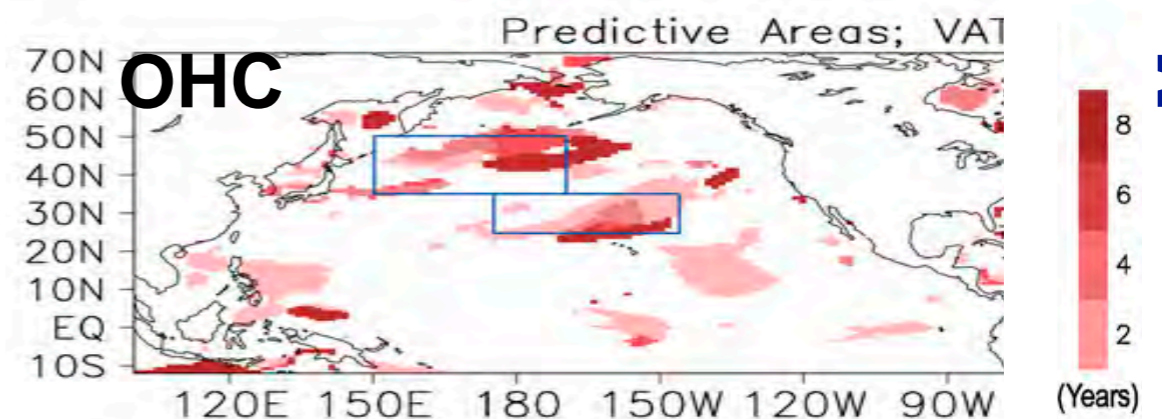 Predictive Areas; VAT
OHC
70N
60N
50N
40N
30N
20N
10N
EQ
10S
120E 150E 180 150W 120W 90W
8
6
4
2
(Years)